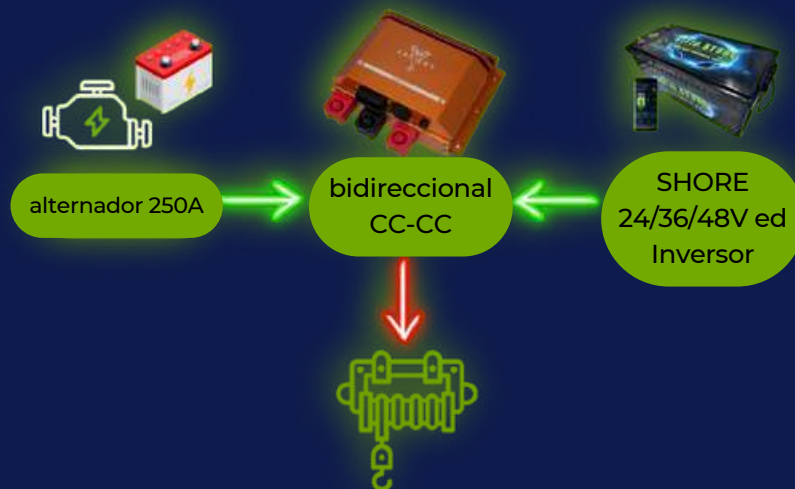 alternador 250A
bidireccional
CC-CC
SHORE
24/36/48V ed
Inversor